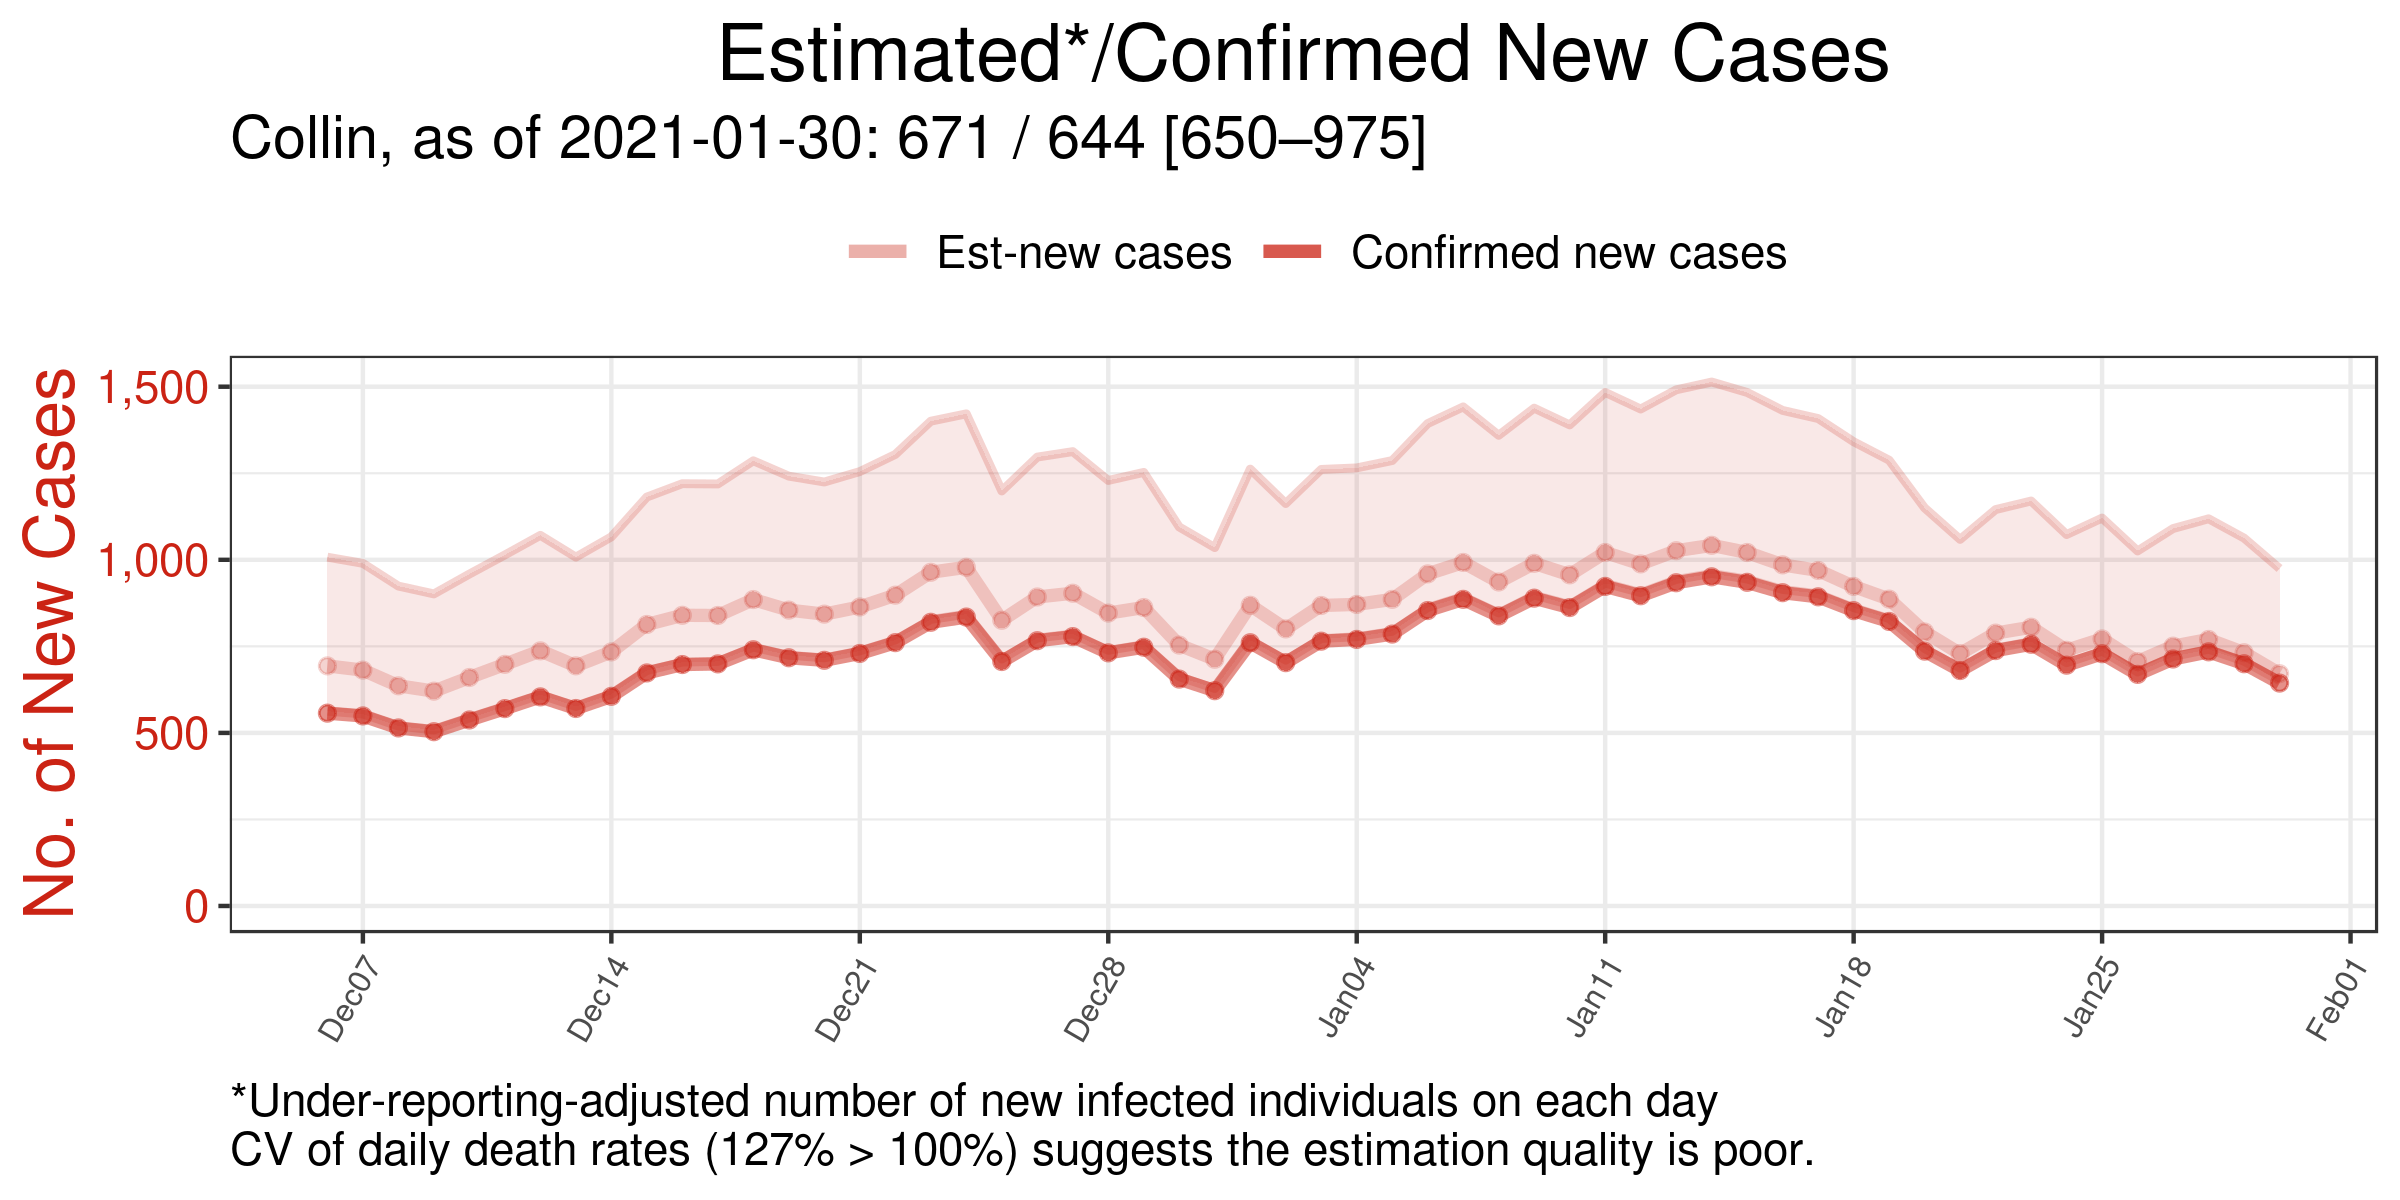 Estimated*/Confirmed New Cases
Collin, as of 2021-01-30: 671 / 644 [650–975]
Est-new cases
Confirmed new cases
No. of New Cases
1,500
1,000
500
0
Dec07
Dec14
Dec21
Dec28
Jan04
Jan11
Jan18
Jan25
Feb01
*Under-reporting-adjusted number of new infected individuals on each day
CV of daily death rates (127% > 100%) suggests the estimation quality is poor.